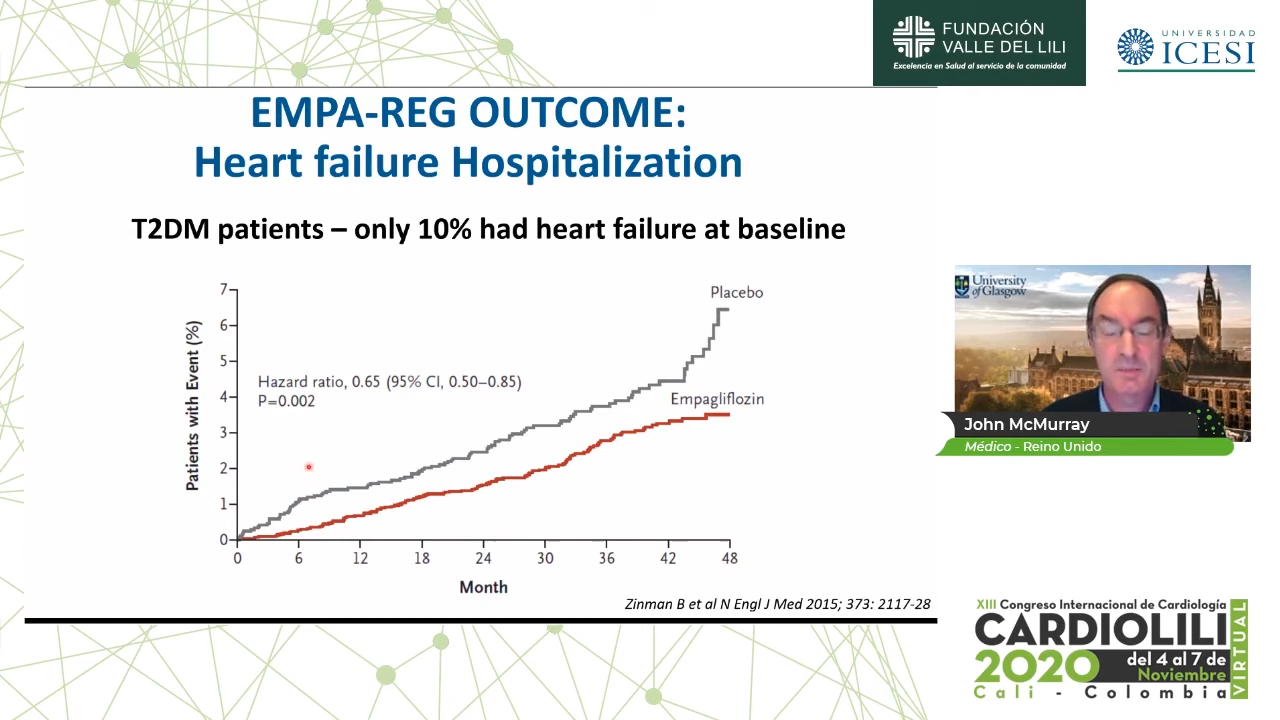 FUNDACIÓN
VALLE DEL LILI
Excelencia en Salud al servicio de la comunidad
UNIVERSIDAD
ICESI
EMPA-REG OUTCOME:
Heart failure Hospitalization
T2DM patients – only 10% had heart failure at baseline
7
6
5
4
3
2
1
0
Patients with Event (%)
Hazard ratio, 0.65 (95% CI, 0.50–0.85)
P=0.002
Placebo
Empagliflozin
0 6 12 18 24 30 36 42 48
Month
Zinman B et al N Engl J Med 2015; 373: 2117-28
University
of Glasgow
John McMurray
Médico - Reino Unido
XIII Congreso Internacional de Cardiología
CARDIOLILI
2020 del 4 al 7 de
Noviembre
Cali - Colombia
VIRTUAL